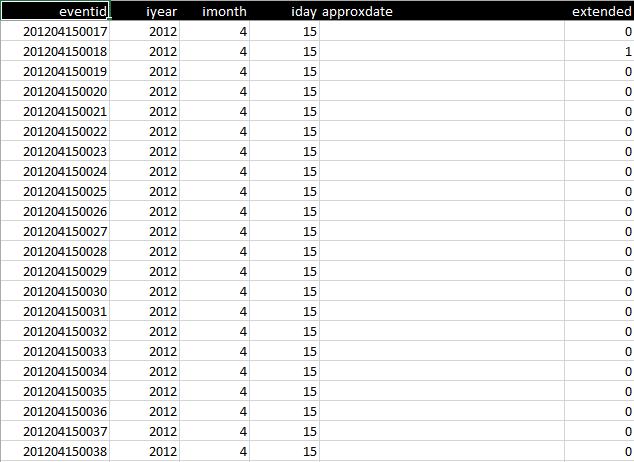 eventid iyear imonth iday approxdate extended
201204150017 2012 4 15 0
201204150018 2012 4 15 1
201204150019 2012 4 15 0
201204150020 2012 4 15 0
201204150021 2012 4 15 0
201204150022 2012 4 15 0
201204150023 2012 4 15 0
201204150024 2012 4 15 0
201204150025 2012 4 15 0
201204150026 2012 4 15 0
201204150027 2012 4 15 0
201204150028 2012 4 15 0
201204150029 2012 4 15 0
201204150030 2012 4 15 0
201204150031 2012 4 15 0
201204150032 2012 4 15 0
201204150033 2012 4 15 0
201204150034 2012 4 15 0
201204150035 2012 4 15 0
201204150036 2012 4 15 0
201204150037 2012 4 15 0
201204150038 2012 4 15 0